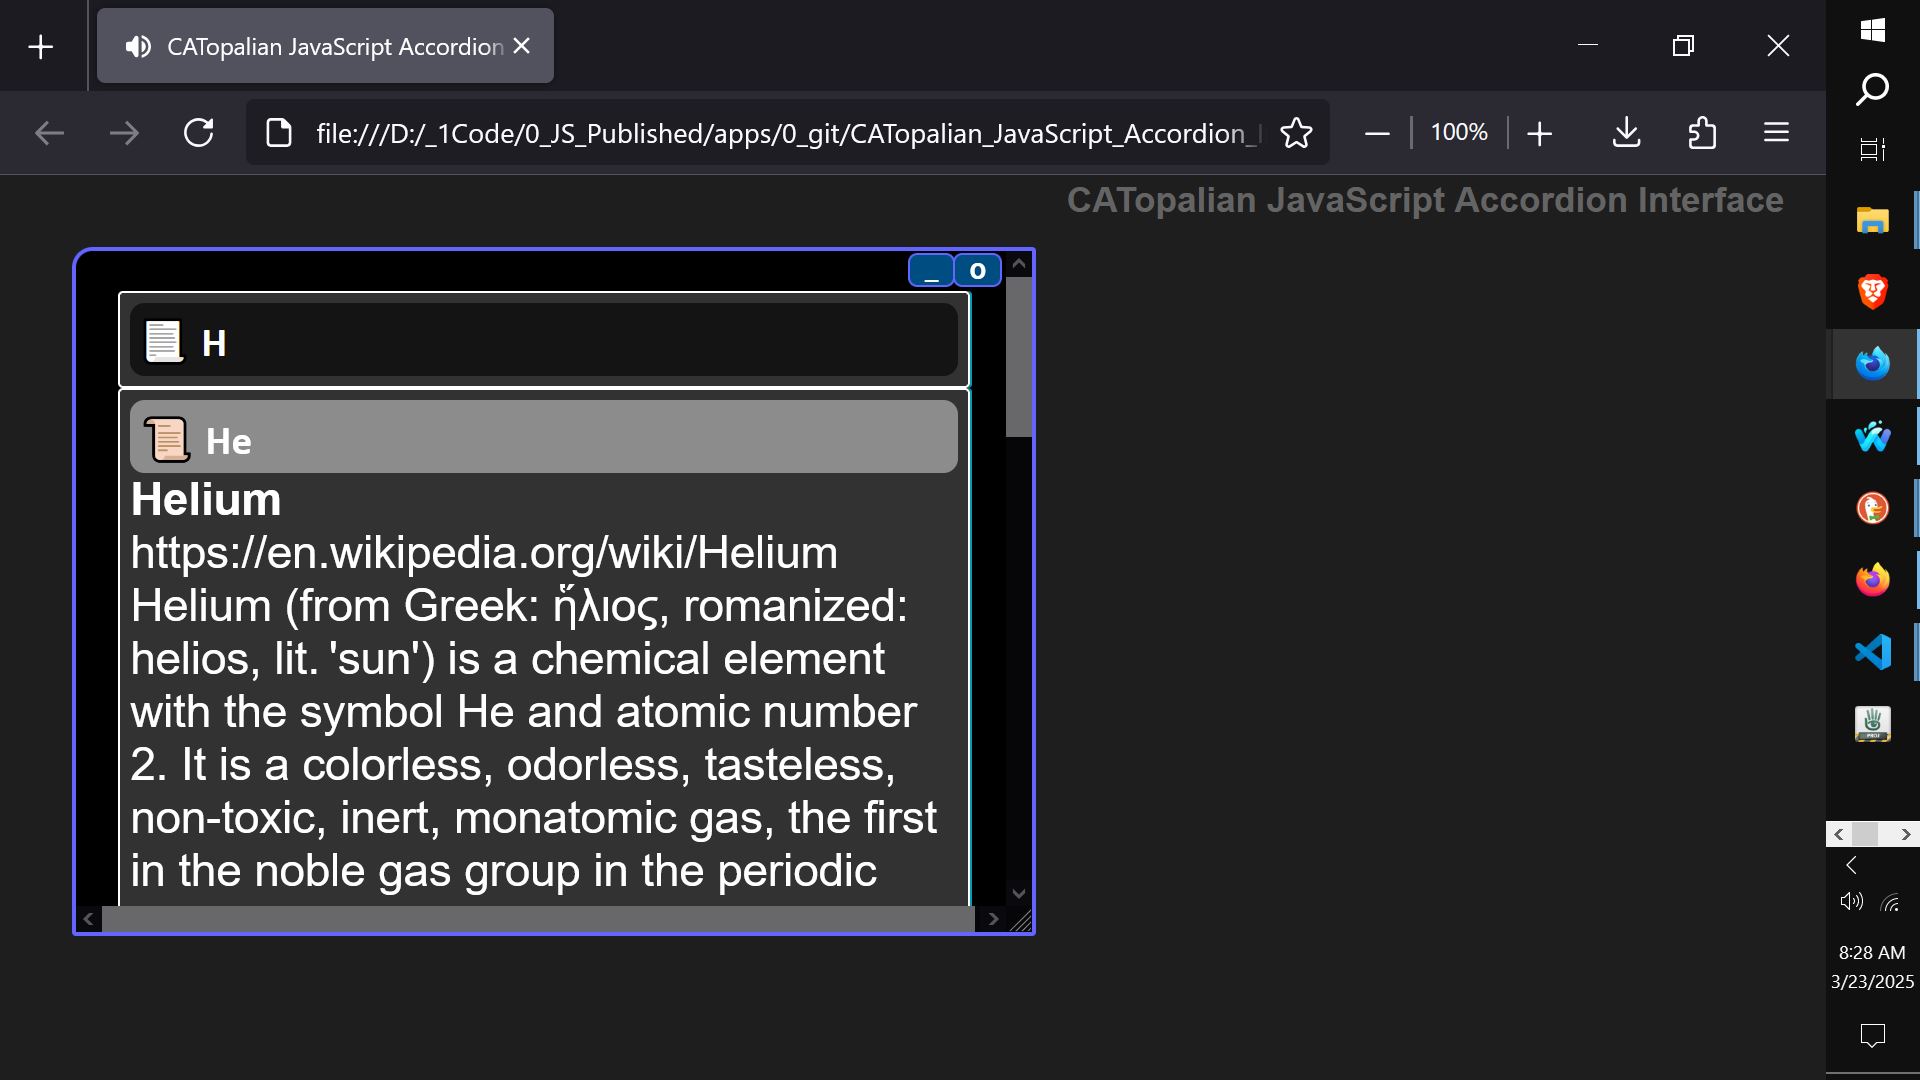 CATopalian JavaScript Accordion
file:///D:/_1Code/0_JS_Published/apps/0_git/CATopalian_JavaScript_Accordion_
100%
CATopalian JavaScript Accordion Interface
_ o
H
He
Helium
https://en.wikipedia.org/wiki/Helium
Helium (from Greek: ἥλιος, romanized:
helios, lit. 'sun') is a chemical element
with the symbol He and atomic number
2. It is a colorless, odorless, tasteless,
non-toxic, inert, monatomic gas, the first
in the noble gas group in the periodic
PROJ
8:28 AM
3/23/2025